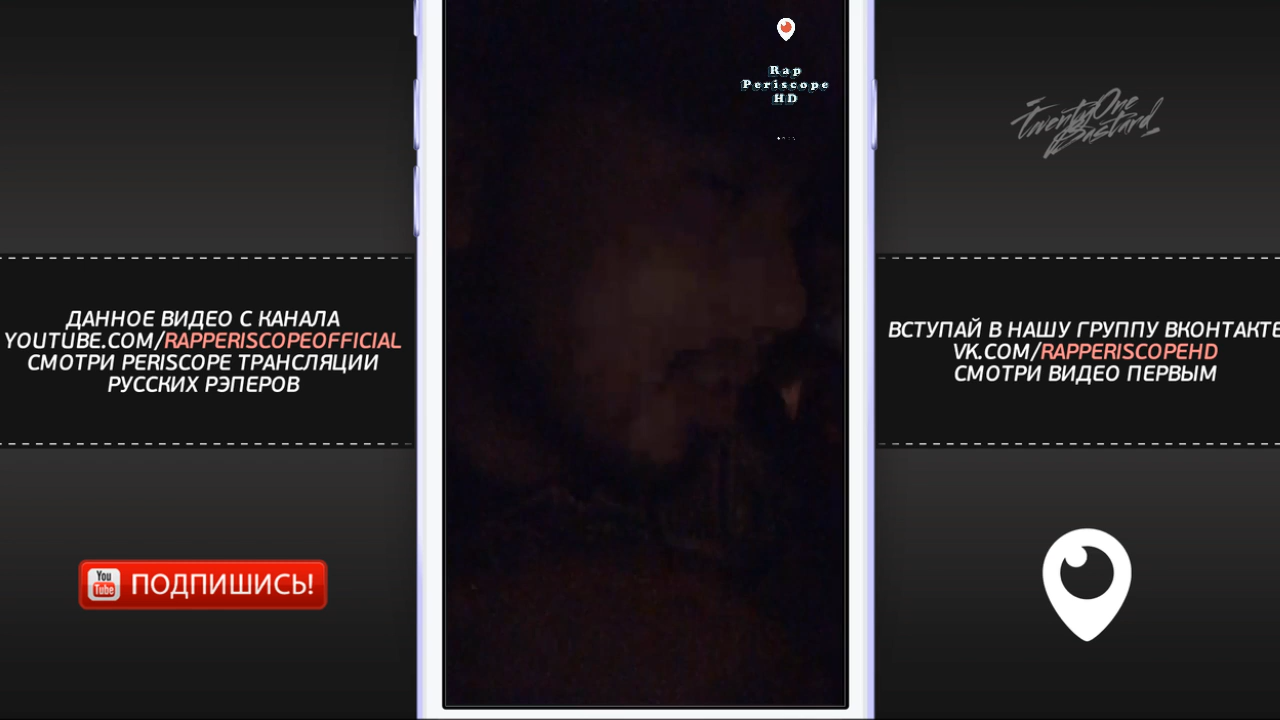 Rap
Periscope
HD
TwentyOne
Bastard
ДАННОЕ ВИДЕО С КАНАЛА
YOUTUBE.COM/RAPPERISCOPEOFFICIAL
СМОТРИ PERISCOPE ТРАНСЛЯЦИИ
РУССКИХ РЭПЕРОВ
ВСТУПАЙ В НАШУ ГРУППУ ВКОНТАКТЕ
VK.COM/RAPPERISCOPEHD
СМОТРИ ВИДЕО ПЕРВЫМ
You
Tube
ПОДПИШИСЬ!